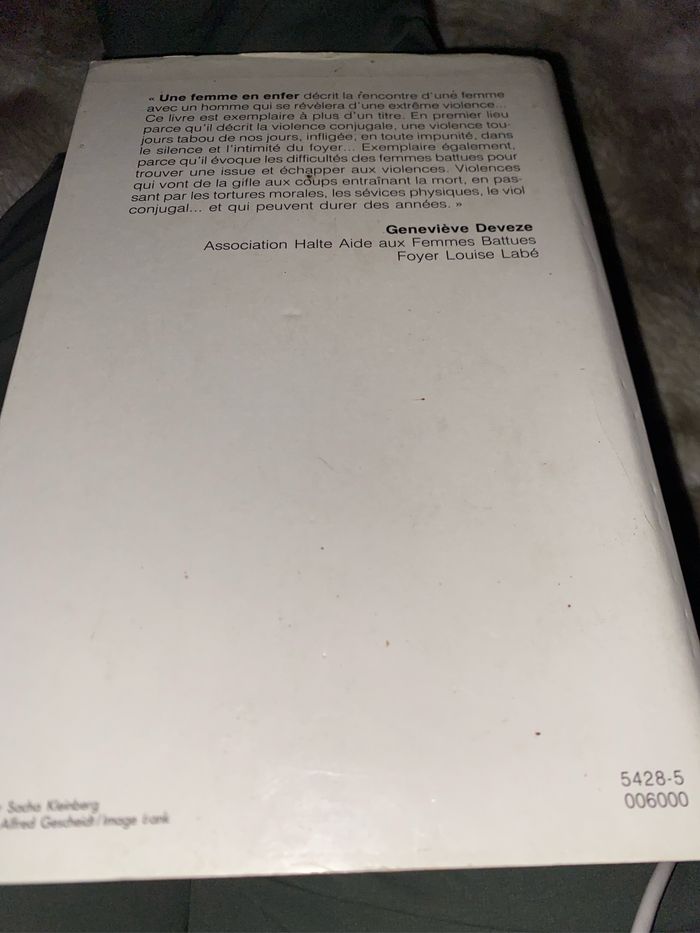 « Une femme en enfer décrit la rencontre d'une femme
avec un homme qui se révèlera d'une extrême violence...
Ce livre est exemplaire à plus d'un titre. En premier lieu
parce qu'il décrit la violence conjugale, une violence tou-
jours tabou de nos jours, infligée, en toute impunité, dans
le silence et l'intimité du foyer... Exemplaire également,
parce qu'il évoque les difficultés des femmes battues pour
trouver une issue et échapper aux violences. Violences
qui vont de la gifle aux coups entraînant la mort, en pas-
sant par les tortures morales, les sévices physiques, le viol
conjugal... et qui peuvent durer des années. »
Geneviève Deveze
Association Halte Aide aux Femmes Battues
Foyer Louise Labé
5428-5
006000
Sacha Kleinberg
Alfred Gescheidt/Image bank